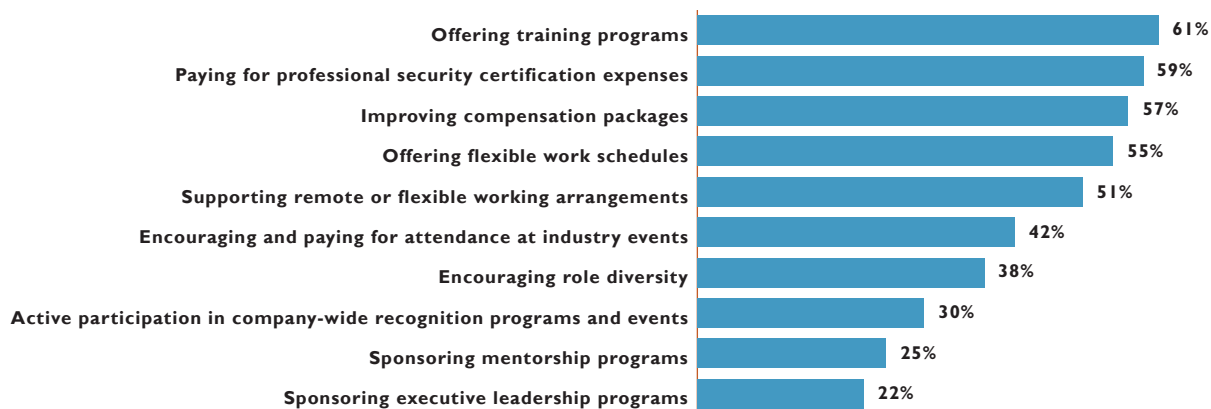 Offering training programs 61%
Paying for professional security certification expenses 59%
Improving compensation packages 57%
Offering flexible work schedules 55%
Supporting remote or flexible working arrangements 51%
Encouraging and paying for attendance at industry events 42%
Encouraging role diversity 38%
Active participation in company-wide recognition programs and events 30%
Sponsoring mentorship programs 25%
Sponsoring executive leadership programs 22%